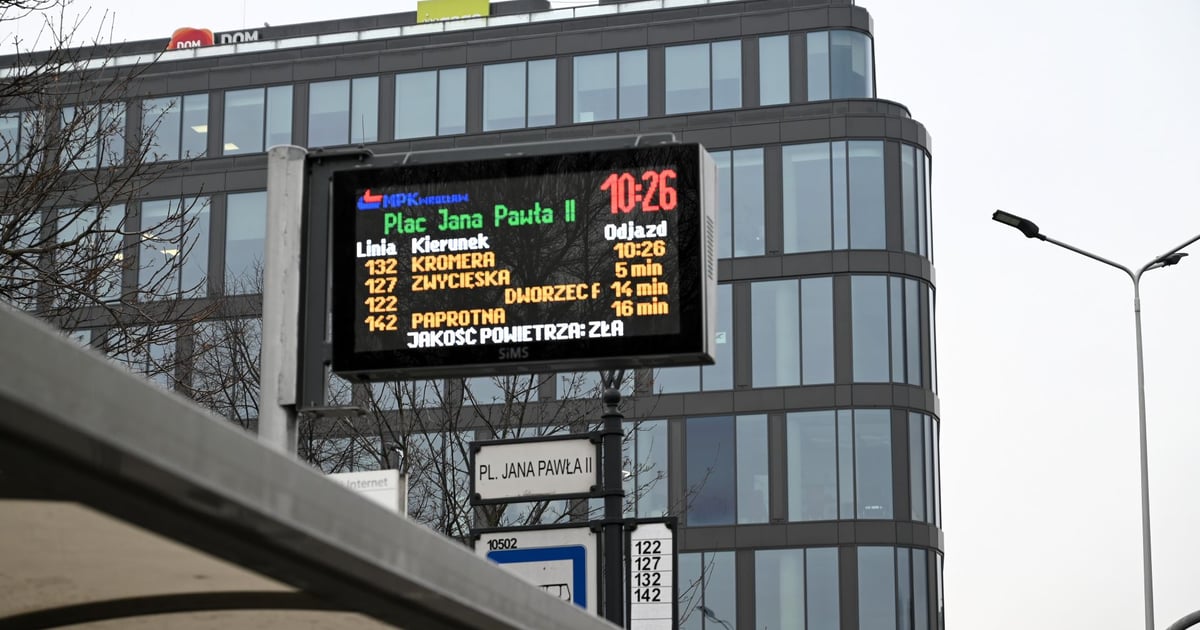 DOM DOM
MPK WROCŁAW
10:26
Plac Jana Pawła II
Linia Kierunek Odjazd
132 KROMERA 10:26
127 ZWYCIĘSKA 5 min
122 DWORZEC 14 min
142 PAPROTNA 16 min
JAKOŚĆ POWIETRZA: ZŁA
SiMS
PL. JANA PAWŁA II
Internet
10502
122
127
132
142